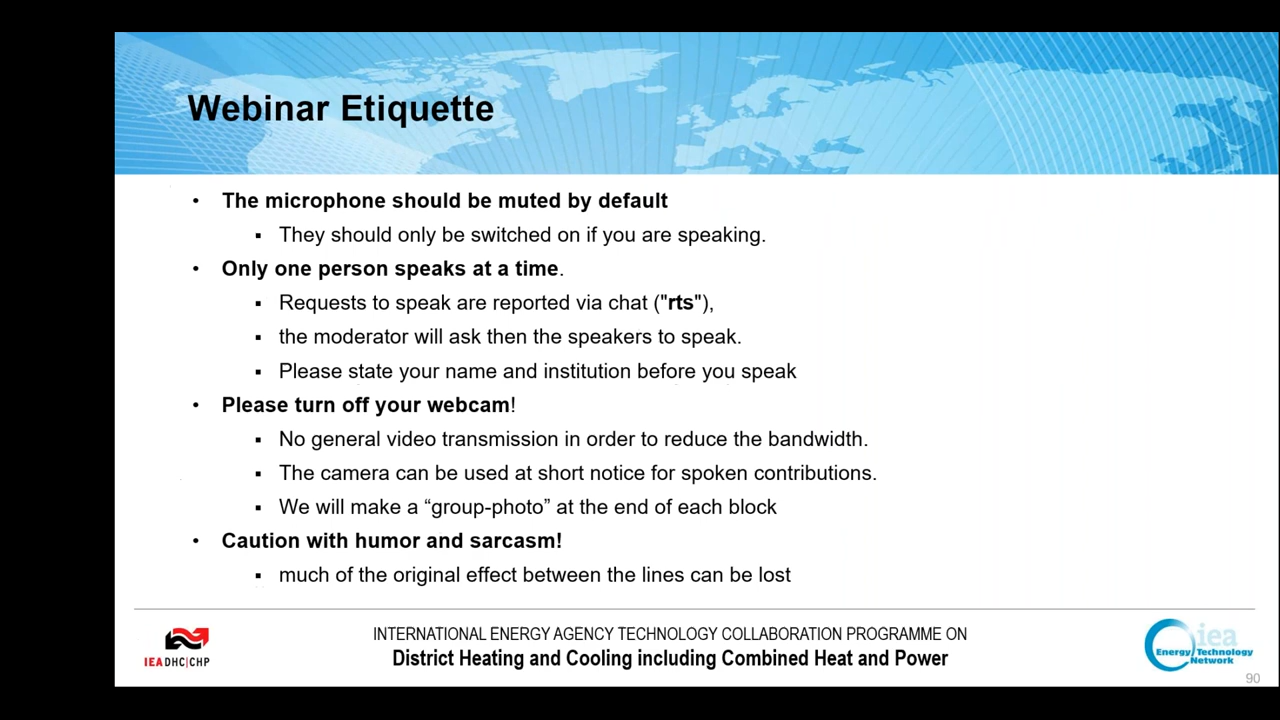 Webinar Etiquette
• The microphone should be muted by default
▪ They should only be switched on if you are speaking.
• Only one person speaks at a time.
▪ Requests to speak are reported via chat ("rts"),
▪ the moderator will ask then the speakers to speak.
▪ Please state your name and institution before you speak
• Please turn off your webcam!
▪ No general video transmission in order to reduce the bandwidth.
▪ The camera can be used at short notice for spoken contributions.
▪ We will make a “group-photo” at the end of each block
• Caution with humor and sarcasm!
▪ much of the original effect between the lines can be lost
IEA DHC|CHP
INTERNATIONAL ENERGY AGENCY TECHNOLOGY COLLABORATION PROGRAMME ON
District Heating and Cooling including Combined Heat and Power
iea
Energy Technology
Network
90